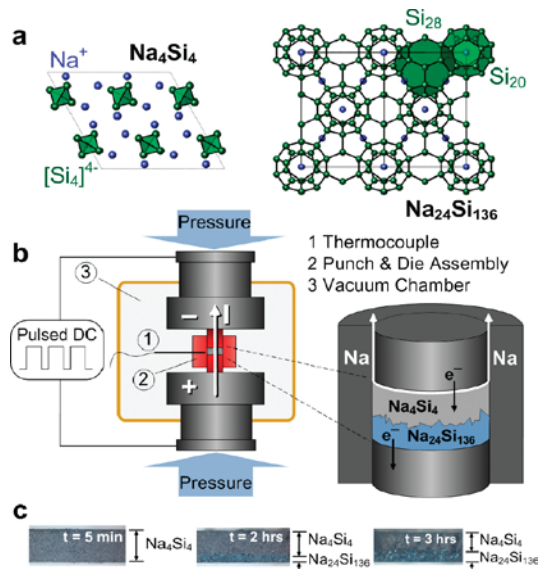 a
Na⁺
Na₄Si₄
[Si₄]⁴⁻
Si₂₈
Si₂₀
Na₂₄Si₁₃₆
b
Pressure
3
Pulsed DC
1
2
− I
+
Pressure
1 Thermocouple
2 Punch & Die Assembly
3 Vacuum Chamber
Na
Na
e⁻
Na₄Si₄
Na₂₄Si₁₃₆
e⁻
c
t = 5 min
Na₄Si₄
t = 2 hrs
Na₄Si₄
Na₂₄Si₁₃₆
t = 3 hrs
Na₄Si₄
Na₂₄Si₁₃₆